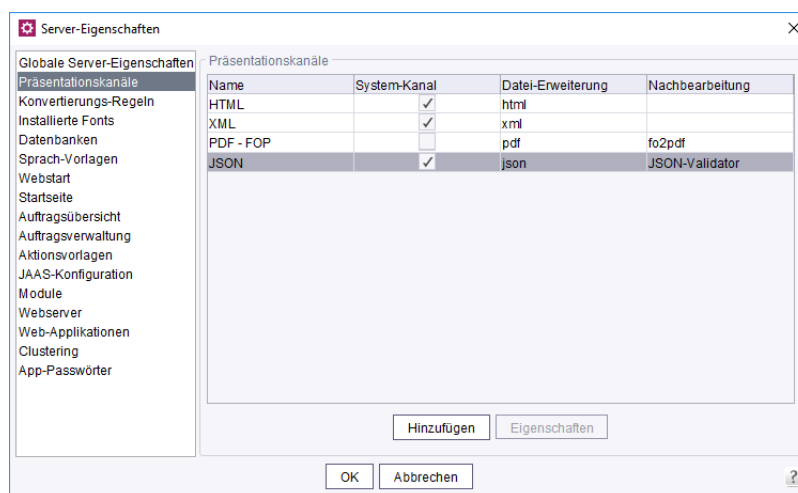 Server-Eigenschaften
Globale Server-Eigenschaften
Präsentationskanäle
Konvertierungs-Regeln
Installierte Fonts
Datenbanken
Sprach-Vorlagen
Webstart
Startseite
Auftragsübersicht
Auftragsverwaltung
Aktionsvorlagen
JAAS-Konfiguration
Module
Webserver
Web-Applikationen
Clustering
App-Passwörter
Präsentationskanäle
Name System-Kanal Datei-Erweiterung Nachbearbeitung
HTML html
XML xml
PDF - FOP pdf fo2pdf
JSON json JSON-Validator
Hinzufügen Eigenschaften
OK Abbrechen ?